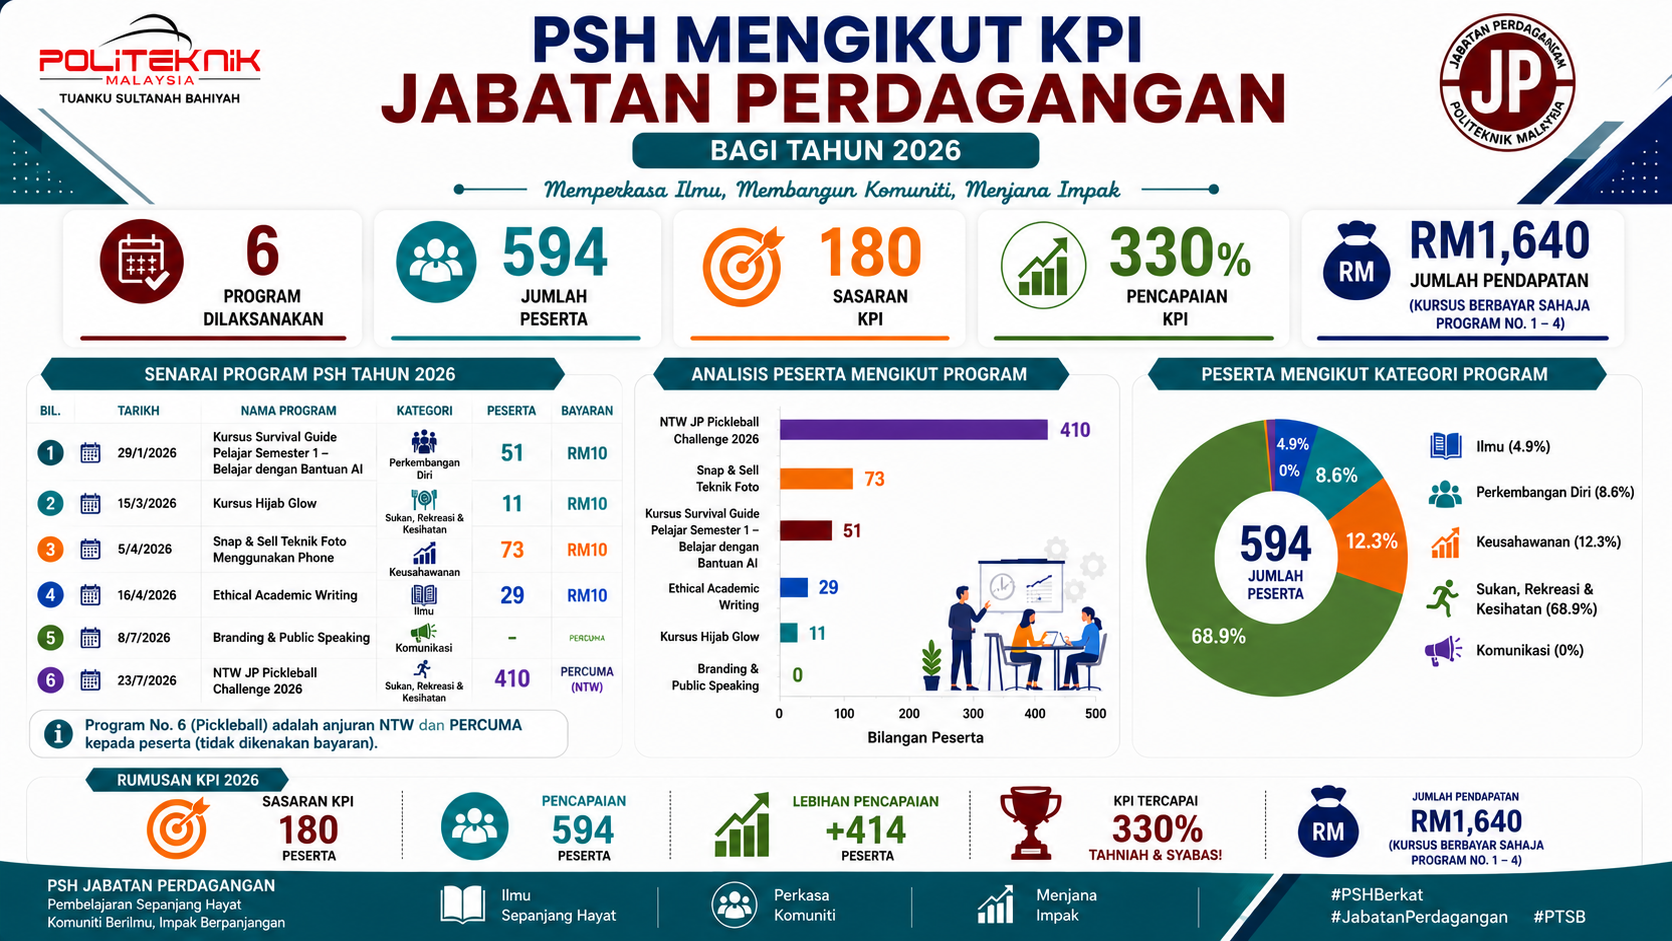 POLITEKNIK
MALAYSIA
TUANKU SULTANAH BAHIYAH
PSH MENGIKUT KPI
JABATAN PERDAGANGAN
BAGI TAHUN 2026
Memperkasa Ilmu, Membangun Komuniti, Menjana Impak
JABATAN PERDAGANGAN
JP
POLITEKNIK MALAYSIA
6
PROGRAM
DILAKSANAKAN
594
JUMLAH
PESERTA
180
SASARAN
KPI
330%
PENCAPAIAN
KPI
RM
RM1,640
JUMLAH PENDAPATAN
(KURSUS BERBAYAR SAHAJA
PROGRAM NO. 1 – 4)
SENARAI PROGRAM PSH TAHUN 2026
BIL. TARIKH NAMA PROGRAM KATEGORI PESERTA BAYARAN
1 29/1/2026 Kursus Survival Guide
Pelajar Semester 1 –
Belajar dengan Bantuan AI
Perkembangan
Diri
51 RM10
2 15/3/2026 Kursus Hijab Glow
Sukan, Rekreasi &
Kesihatan
11 RM10
3 5/4/2026 Snap & Sell Teknik Foto
Menggunakan Phone
Keusahawanan
73 RM10
4 16/4/2026 Ethical Academic Writing
Ilmu
29 RM10
5 8/7/2026 Branding & Public Speaking
Komunikasi
- PERCUMA
6 23/7/2026 NTW JP Pickleball
Challenge 2026
Sukan, Rekreasi &
Kesihatan
410 PERCUMA
(NTW)
i
Program No. 6 (Pickleball) adalah anjuran NTW dan PERCUMA
kepada peserta (tidak dikenakan bayaran).
ANALISIS PESERTA MENGIKUT PROGRAM
NTW JP Pickleball
Challenge 2026
410
Snap & Sell
Teknik Foto
73
Kursus Survival Guide
Pelajar Semester 1 –
Belajar dengan
Bantuan AI
51
Ethical Academic
Writing
29
Kursus Hijab Glow
11
Branding &
Public Speaking
0
0 100 200 300 400 500
Bilangan Peserta
PESERTA MENGIKUT KATEGORI PROGRAM
4.9%
0%
8.6%
12.3%
68.9%
594
JUMLAH
PESERTA
Ilmu (4.9%)
Perkembangan Diri (8.6%)
Keusahawanan (12.3%)
Sukan, Rekreasi &
Kesihatan (68.9%)
Komunikasi (0%)
RUMUSAN KPI 2026
SASARAN KPI
180
PESERTA
PENCAPAIAN
594
PESERTA
LEBIHAN PENCAPAIAN
+414
PESERTA
KPI TERCAPAI
330%
TAHNIAH & SYABAS!
RM
JUMLAH PENDAPATAN
RM1,640
(KURSUS BERBAYAR SAHAJA
PROGRAM NO. 1 – 4)
PSH JABATAN PERDAGANGAN
Pembelajaran Sepanjang Hayat
Komuniti Berilmu, Impak Berpanjangan
Ilmu
Sepanjang Hayat
Perkasa
Komuniti
Menjana
Impak
#PSHBerkat
#JabatanPerdagangan #PTSB